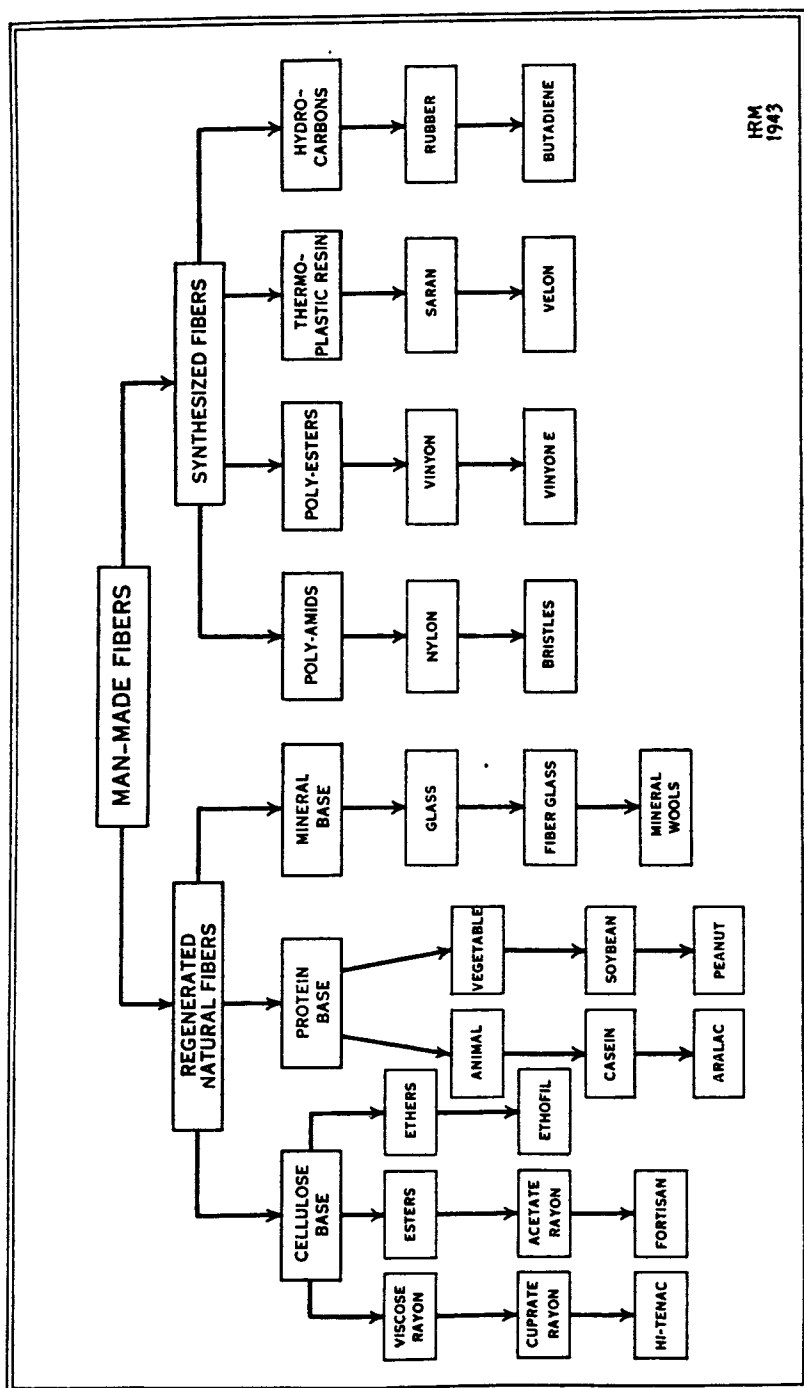 MAN-MADE FIBERS
REGENERATED
NATURAL FIBERS
SYNTHESIZED FIBERS
CELLULOSE
BASE
PROTEIN
BASE
MINERAL
BASE
POLY-AMIDS
POLY-ESTERS
THERMO-
PLASTIC RESIN
HYDRO-
CARBONS
VISCOSE
RAYON
ESTERS
ETHERS
ANIMAL
VEGETABLE
GLASS
NYLON
VINYON
SARAN
RUBBER
CUPRATE
RAYON
ACETATE
RAYON
ETHOFIL
CASEIN
SOYBEAN
FIBER GLASS
BRISTLES
VINYON E
VELON
BUTADIENE
HI-TENAC
FORTISAN
ARALAC
PEANUT
MINERAL
WOOLS
HRM
1943